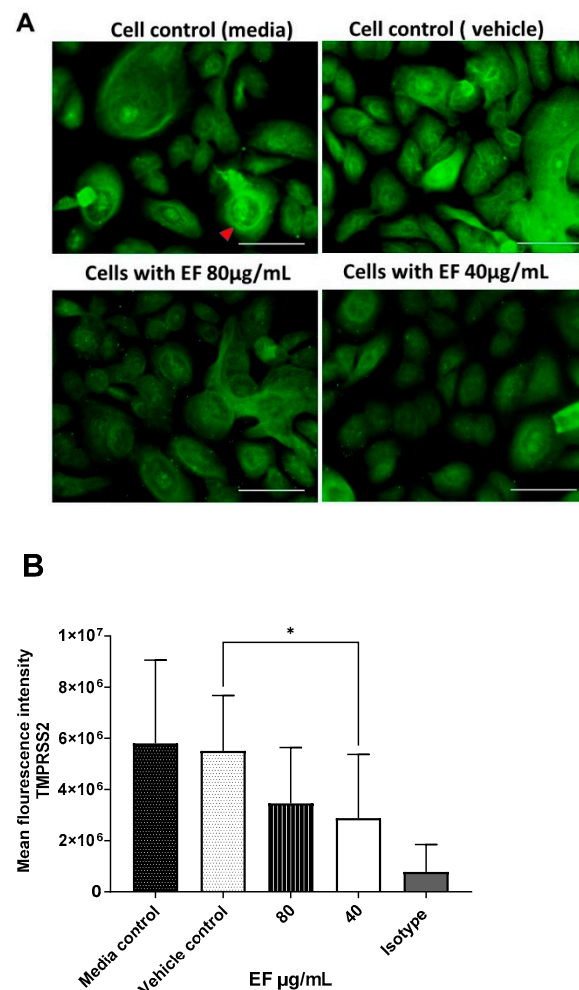 A
Cell control (media)
Cell control ( vehicle)
Cells with EF 80µg/mL
Cells with EF 40µg/mL
B
Mean flourescence intensity
TMPRSS2
1×10⁷
8×10⁶
6×10⁶
4×10⁶
2×10⁶
0
*
Media control
Vehicle control
80
40
Isotype
EF µg/mL